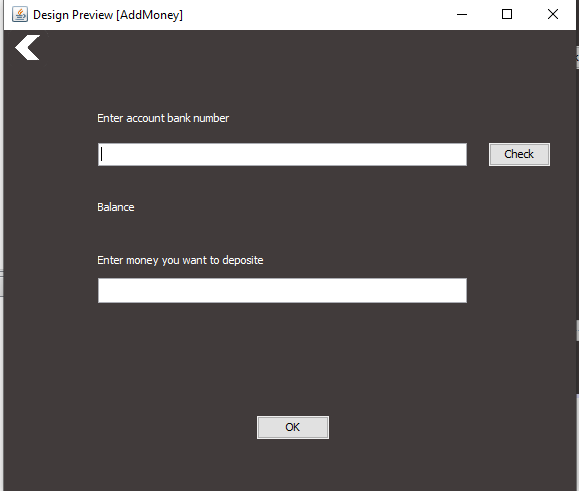 Design Preview [AddMoney]
Enter account bank number
Check
Balance
Enter money you want to deposite
OK